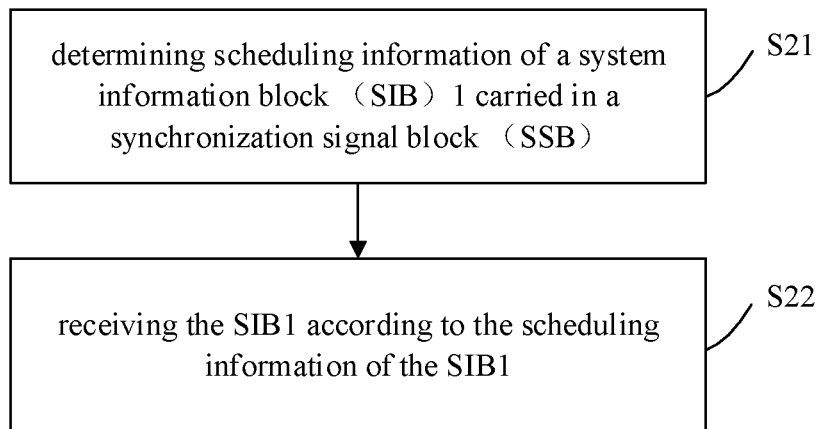 determining scheduling information of a system
information block （SIB）1 carried in a
synchronization signal block （SSB）
S21
receiving the SIB1 according to the scheduling
information of the SIB1
S22